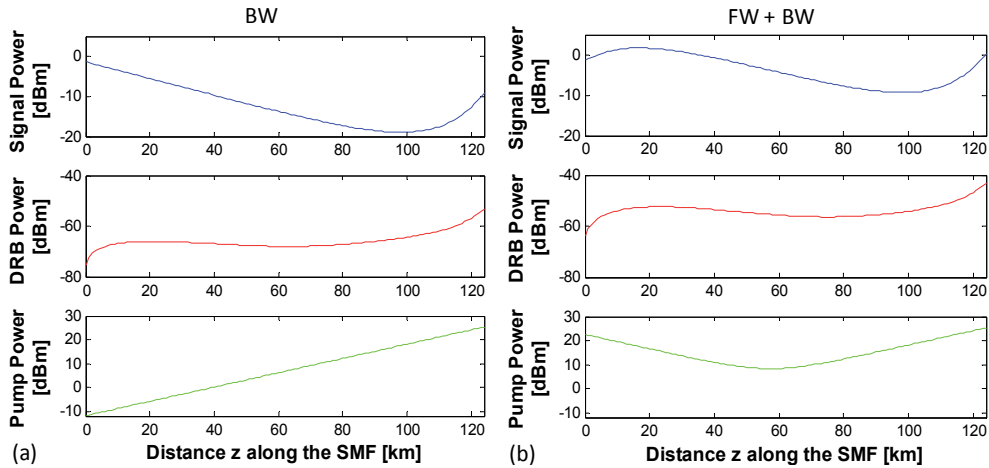 BW
Signal Power [dBm]
0
-10
-20
0 20 40 60 80 100 120
DRB Power [dBm]
-40
-60
-80
0 20 40 60 80 100 120
Pump Power [dBm]
30
20
10
0
-10
0 20 40 60 80 100 120
(a) Distance z along the SMF [km]
FW + BW
Signal Power [dBm]
0
-10
-20
0 20 40 60 80 100 120
DRB Power [dBm]
-40
-60
-80
0 20 40 60 80 100 120
Pump Power [dBm]
30
20
10
0
-10
0 20 40 60 80 100 120
(b) Distance z along the SMF [km]